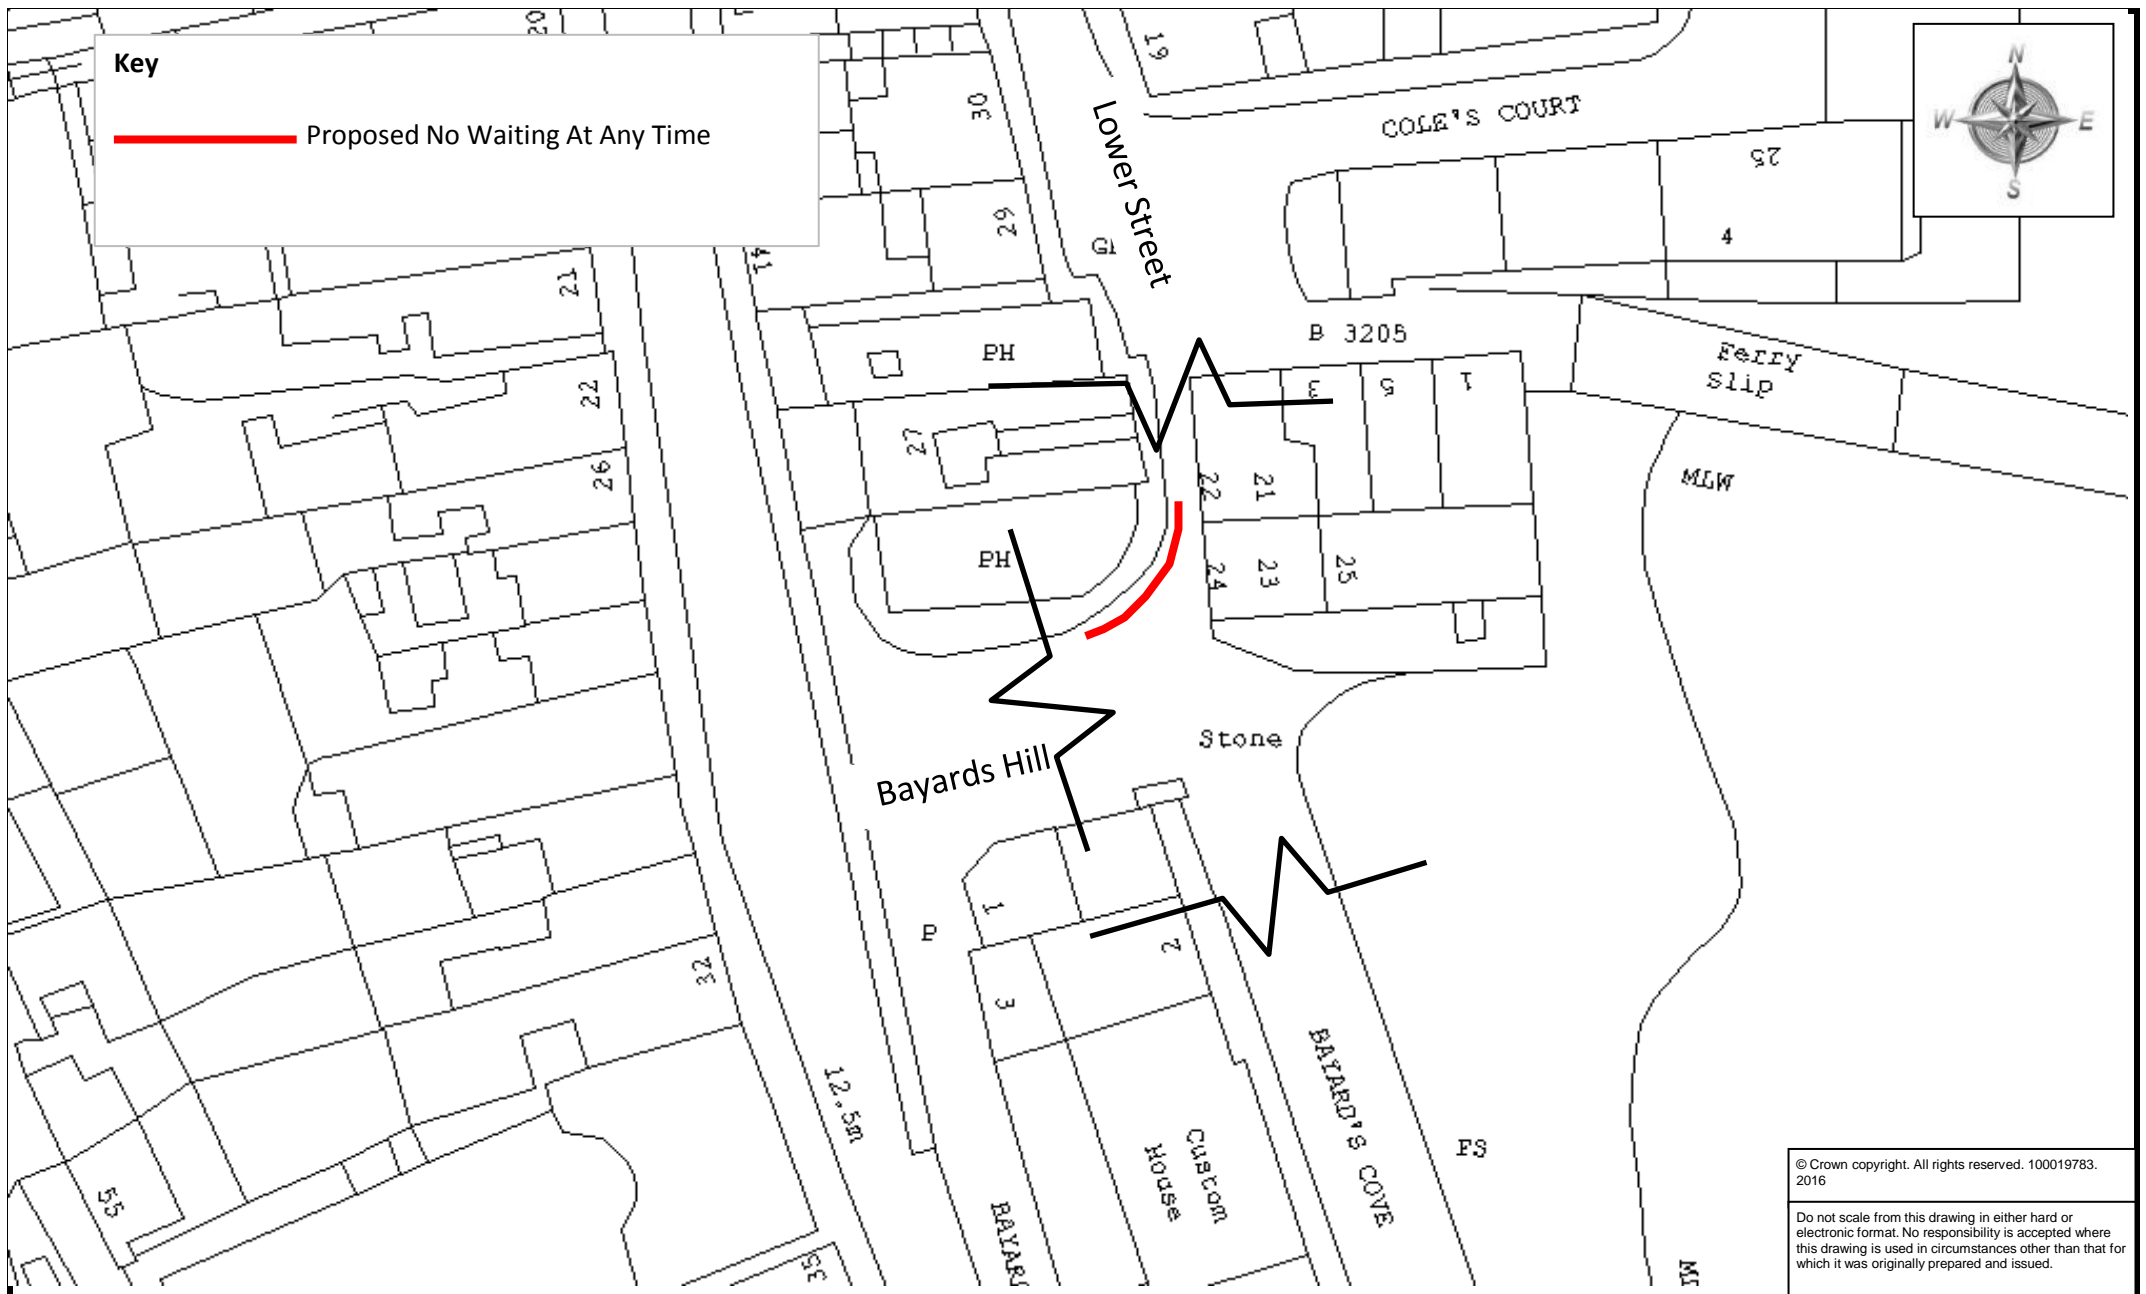 Key
Proposed No Waiting At Any Time
N
W
E
S
19
30
COLE'S COURT
25
Lower Street
29
4
21
B 3205
PH
Ferry
Slip
22
3
5
1
27
26
MLW
22
21
PH
24
23
25
Stone
Bayards Hill
1
P
2
32
3
12.5m
BAYARD'S COVE
Custom
House
FS
55
35
© Crown copyright. All rights reserved. 100019783.
2016
Do not scale from this drawing in either hard or
electronic format. No responsibility is accepted where
this drawing is used in circumstances other than that for
which it was originally prepared and issued.